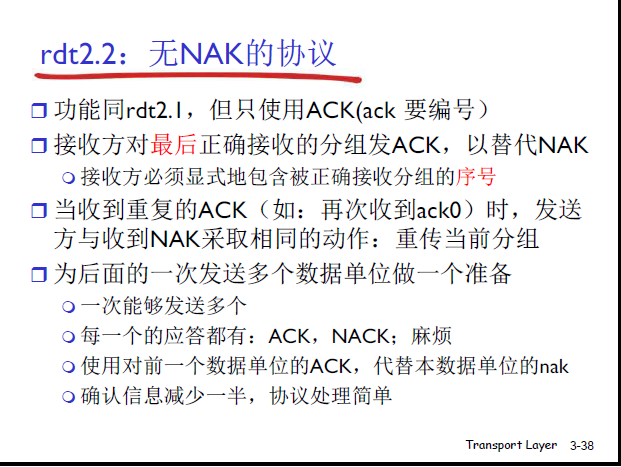 rdt2.2：无NAK的协议
功能同rdt2.1，但只使用ACK(ack 要编号）
接收方对最后正确接收的分组发ACK，以替代NAK
接收方必须显式地包含被正确接收分组的序号
当收到重复的ACK（如：再次收到ack0）时，发送
方与收到NAK采取相同的动作：重传当前分组
为后面的一次发送多个数据单位做一个准备
一次能够发送多个
每一个的应答都有：ACK，NACK；麻烦
使用对前一个数据单位的ACK，代替本数据单位的nak
确认信息减少一半，协议处理简单
Transport Layer 3-38